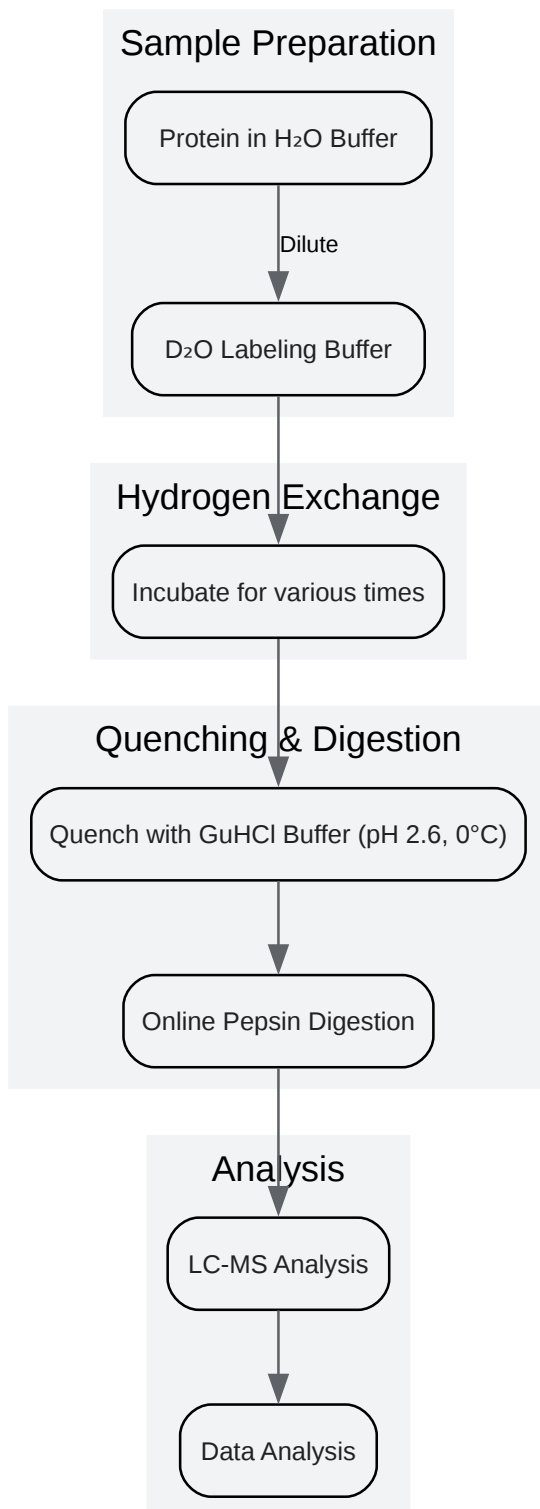 Sample Preparation
Protein in H₂O Buffer
Dilute
D₂O Labeling Buffer
Hydrogen Exchange
Incubate for various times
Quenching & Digestion
Quench with GuHCl Buffer (pH 2.6, 0°C)
Online Pepsin Digestion
Analysis
LC-MS Analysis
Data Analysis